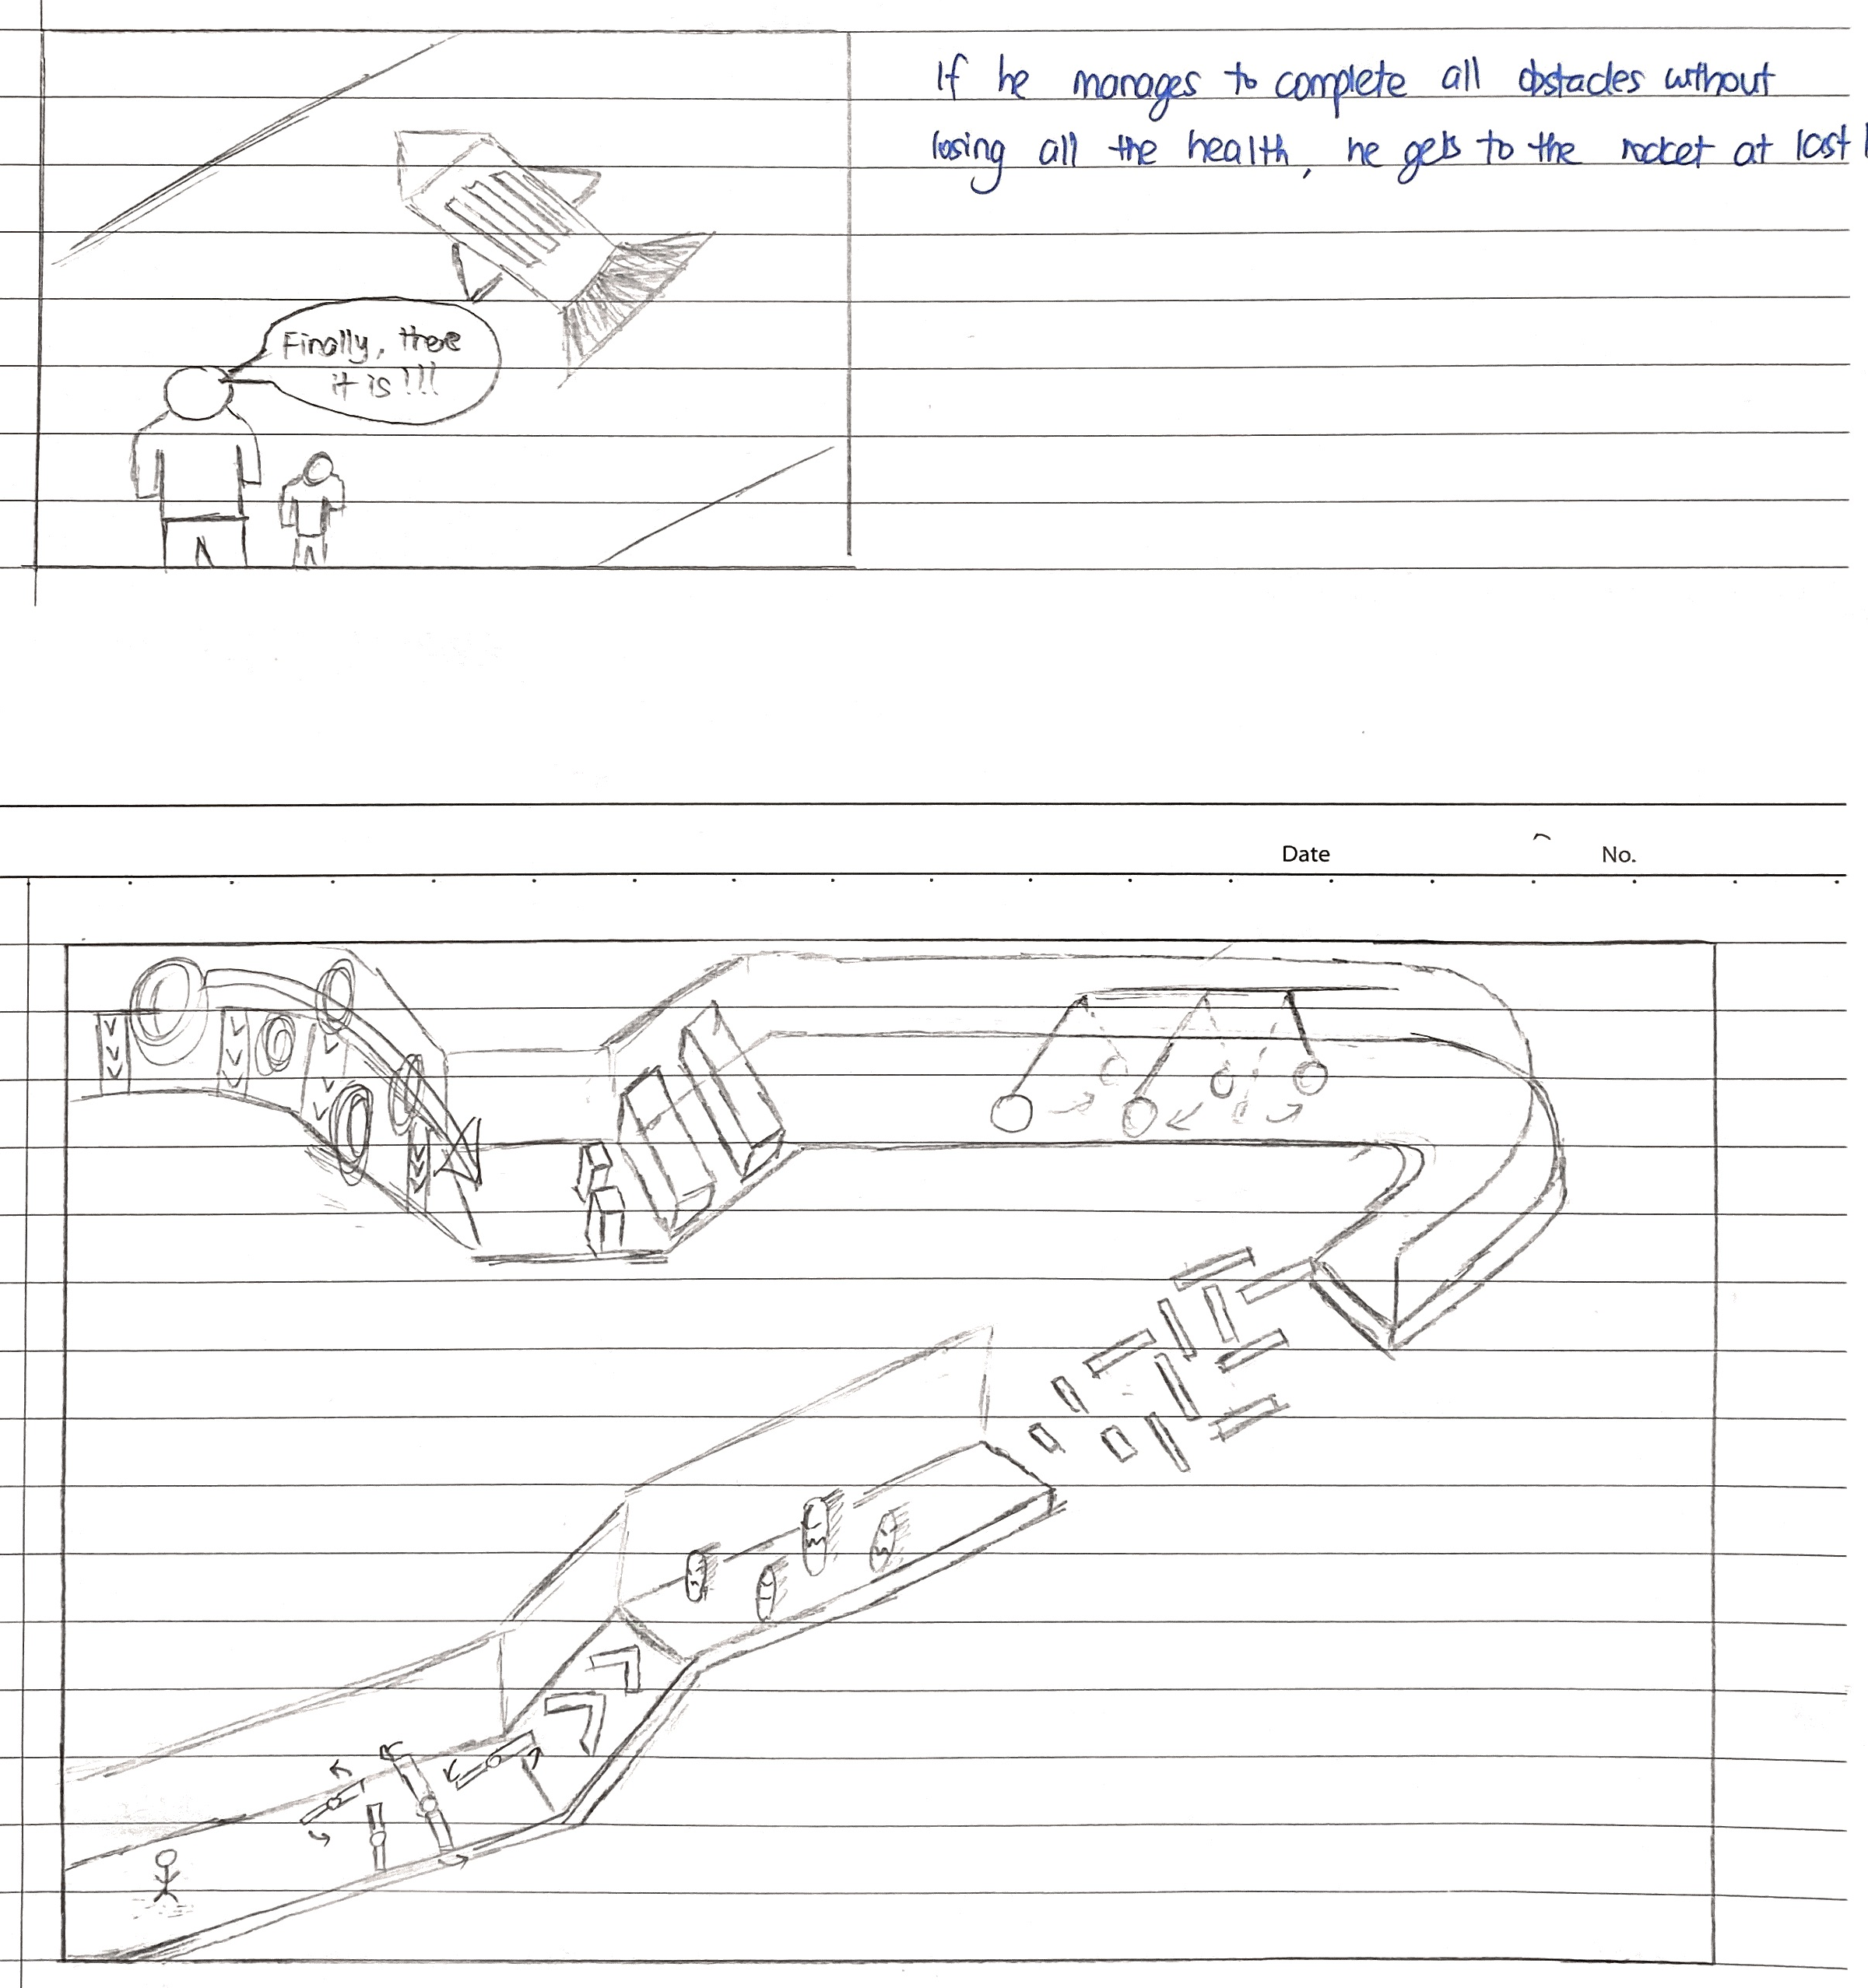 If he manages to complete all obstacles without
losing all the health, he gets to the rocket at last
Finally, there
it is!!!
Date No.